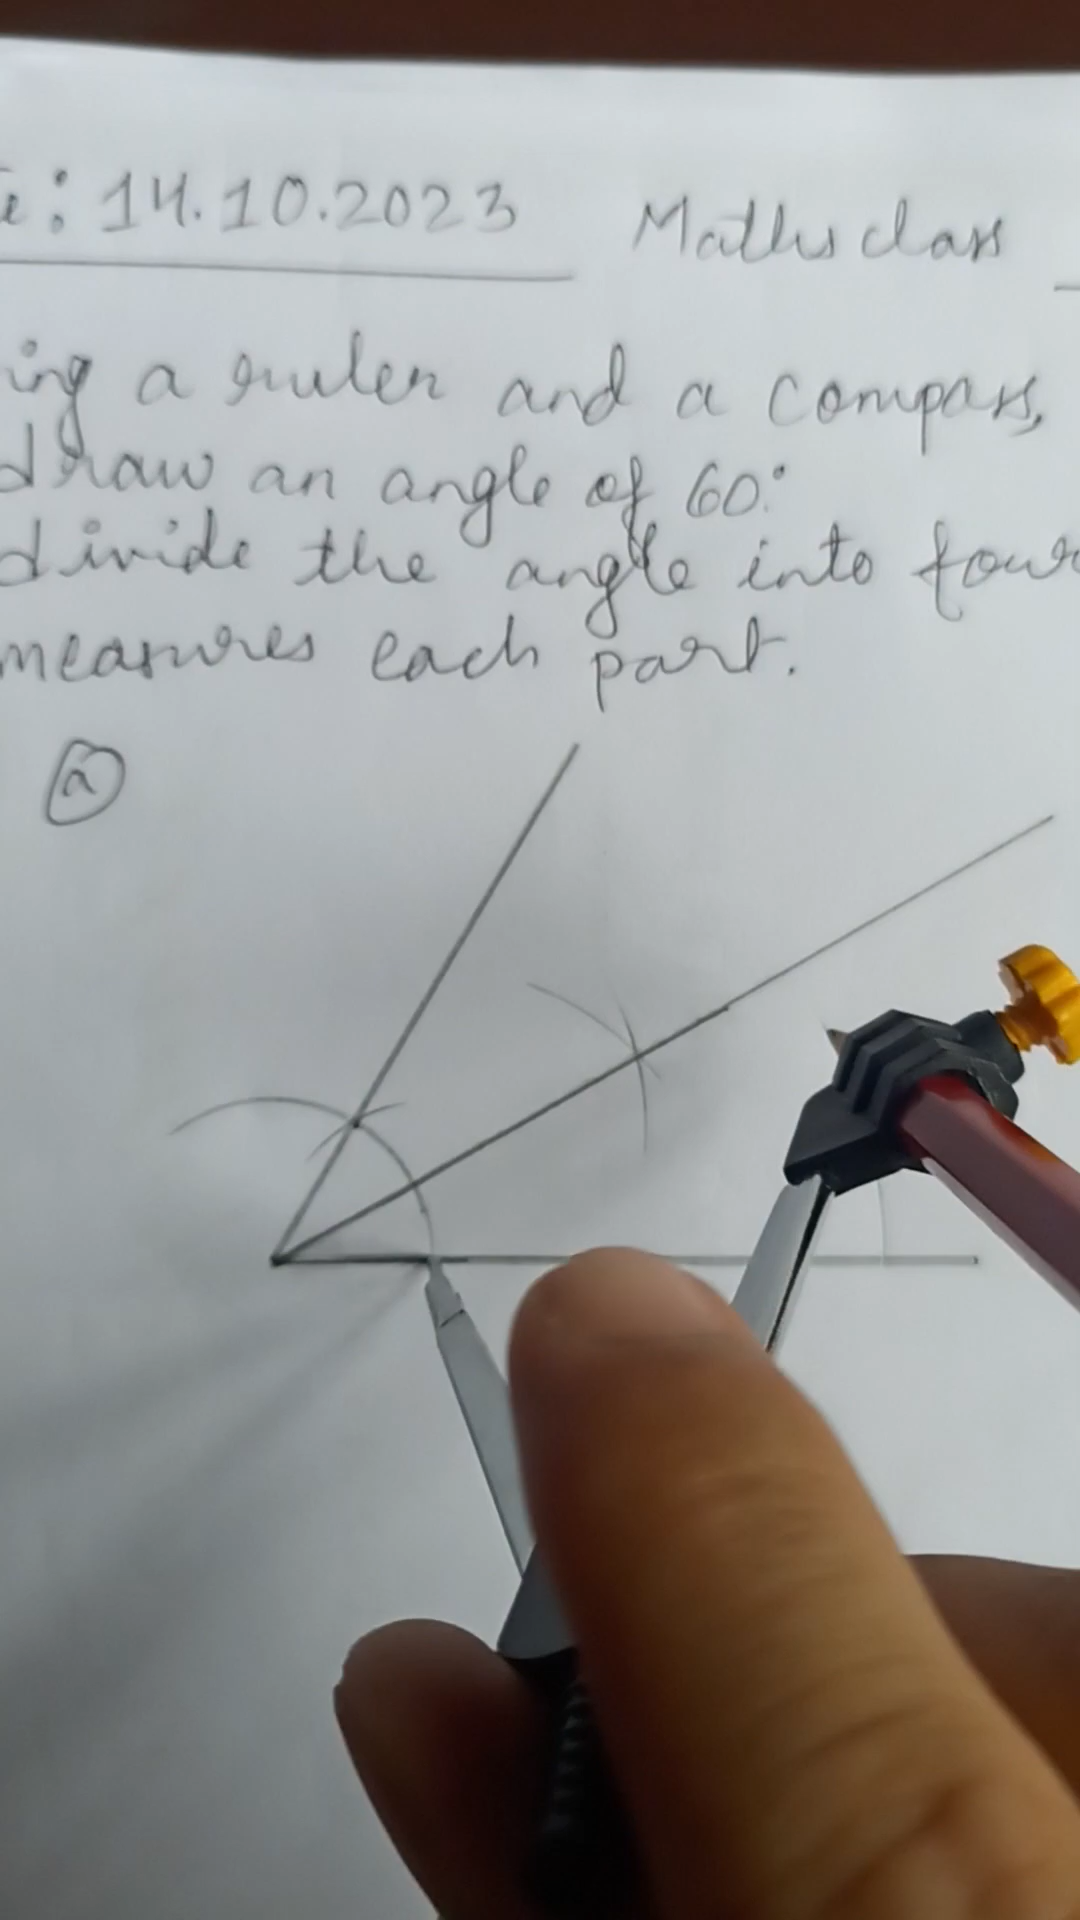 e: 14.10.2023 Maths class
ing a ruler and a compass,
draw an angle of 60°
divide the angle into four
measures each part.
a